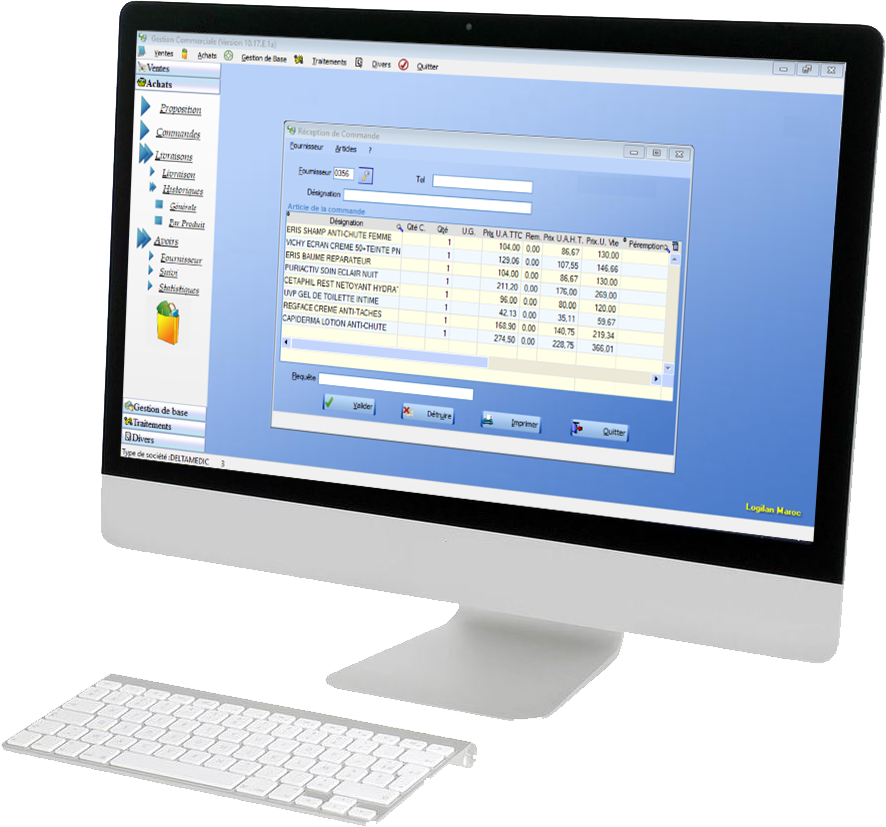 Gestion Commerciale (Version 10.17.E.1x)
Ventes Achats Gestion de Base Traitements Divers Quitter
Ventes
Achats
Proposition
Commandes
Livraisons
Livraison
Historiques
Générale
Par Produit
Avoirs
Fournisseur
Suivi
Statistiques
Gestion de base
Traitements
Divers
Type de société :DELTAMEDIC 3
Réception de Commande
Fournisseur Articles ?
Fournisseur 0356 Tel
Désignation
Article de la commande
Désignation Qté C. Qté U.G. Prix U.A.TTC Rem. Prix U.A.H.T. Prix.U. Vte Péremption
ERIS SHAMP ANTI-CHUTE FEMME 1 104.00 0.00 86,67 130.00
VICHY ECRAN CREME 50+TEINTE PN 1 129.06 0.00 107,55 146.66
ERIS BAUME REPARATEUR 1 104.00 0.00 86,67 130.00
PURIACTIV SOIN ECLAIR NUIT 1 211.20 0.00 176,00 269.00
CETAPHIL REST NETOYANT HYDRA 1 96.00 0.00 80,00 120.00
UVP GEL DE TOILETTE INTIME 1 42.13 0.00 35,11 59.67
REGFACE CREME ANTI-TACHES 1 168.90 0.00 140,75 219.34
CAPIDERMA LOTION ANTI-CHUTE 1 274.50 0.00 228,75 366,01
Requête
Valider Détruire Imprimer Quitter
Logilan Maroc